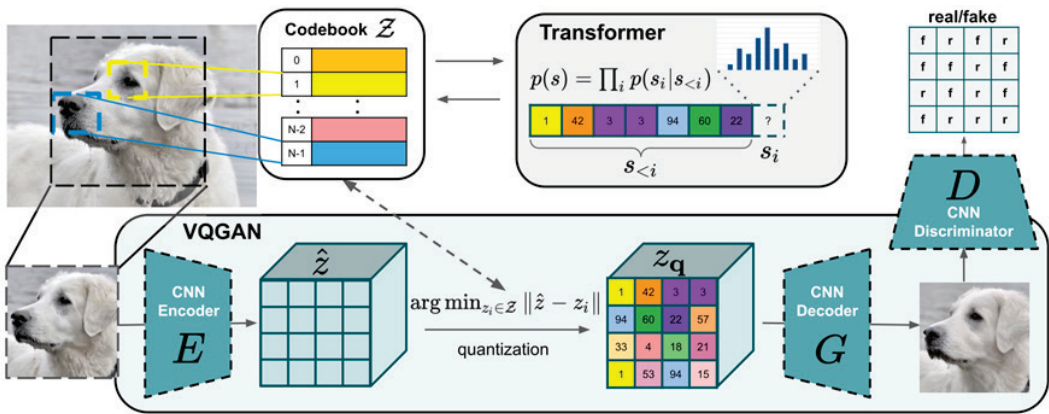 Codebook 𝒵
0
1
⋮ ⋮
N-2
N-1
Transformer
p(s) = ∏ᵢ p(sᵢ|s<ᵢ)
1 42 3 3 94 60 22 ?
s<ᵢ
sᵢ
real/fake
f r f r
f f r r
r f r f
f r r f
D
CNN
Discriminator
VQGAN
CNN
Encoder
E
ẑ
arg min_{zᵢ∈𝒵} ‖ẑ − zᵢ‖
quantization
z_q
1 42 3 3
94 60 22 57
33 4 18 21
1 53 94 15
CNN
Decoder
G